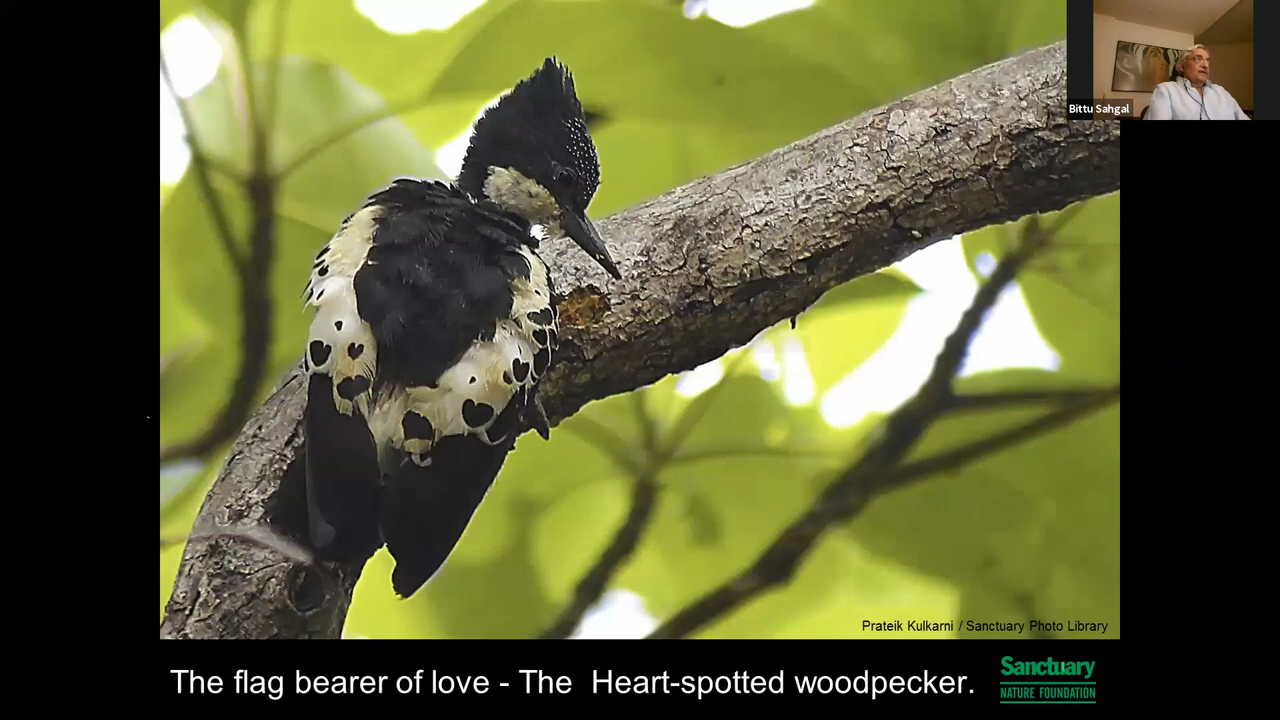 Bittu Sahgal
Prateik Kulkarni / Sanctuary Photo Library
The flag bearer of love - The Heart-spotted woodpecker.
Sanctuary
NATURE FOUNDATION